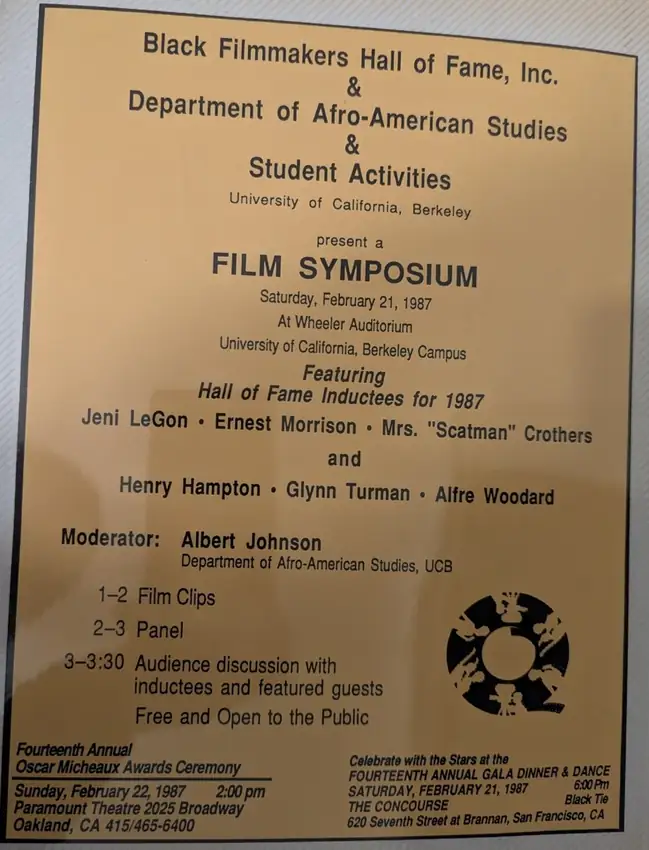 Black Filmmakers Hall of Fame, Inc.
&
Department of Afro-American Studies
&
Student Activities
University of California, Berkeley
present a
FILM SYMPOSIUM
Saturday, February 21, 1987
At Wheeler Auditorium
University of California, Berkeley Campus
Featuring
Hall of Fame Inductees for 1987
Jeni LeGon • Ernest Morrison • Mrs. "Scatman" Crothers
and
Henry Hampton • Glynn Turman • Alfre Woodard
Moderator: Albert Johnson
Department of Afro-American Studies, UCB
1–2 Film Clips
2–3 Panel
3–3:30 Audience discussion with
inductees and featured guests
Free and Open to the Public
Fourteenth Annual
Oscar Micheaux Awards Ceremony
Sunday, February 22, 1987 2:00 pm
Paramount Theatre 2025 Broadway
Oakland, CA 415/465-6400
Celebrate with the Stars at the
FOURTEENTH ANNUAL GALA DINNER & DANCE
SATURDAY, FEBRUARY 21, 1987 6:00 Pm
THE CONCOURSE Black Tie
620 Seventh Street at Brannan, San Francisco, CA